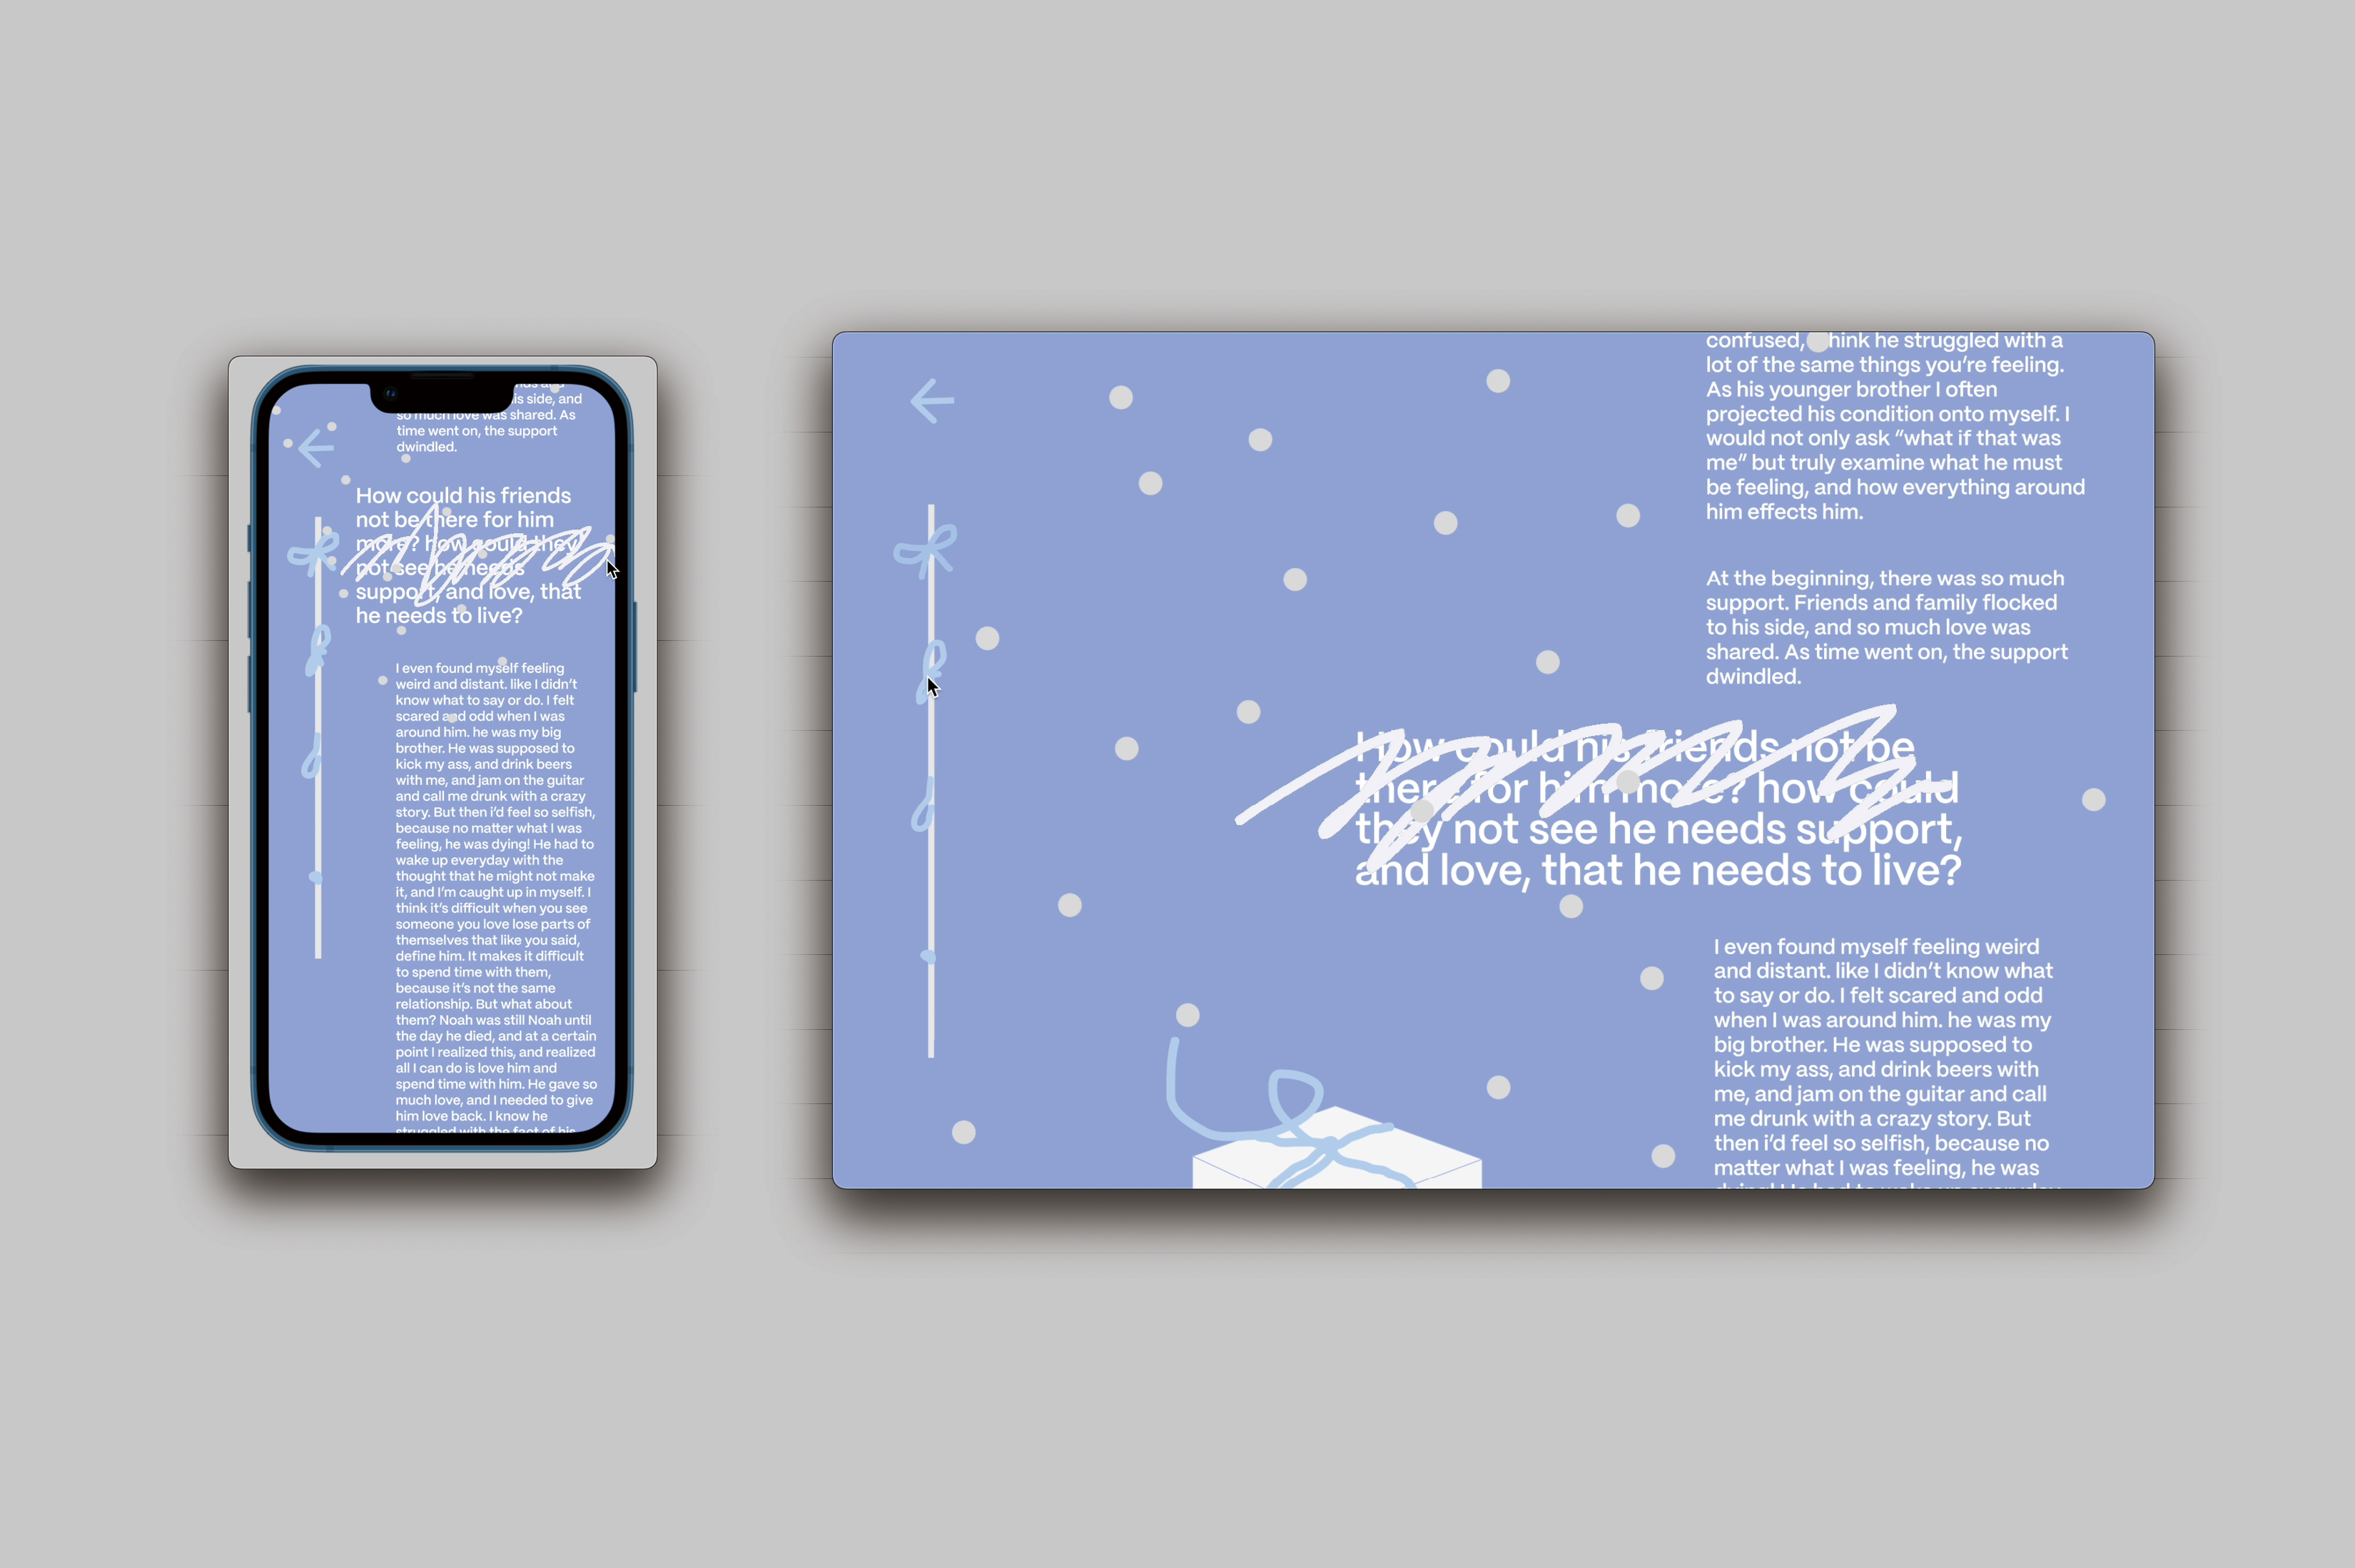 is side, and
so much love was shared. As
time went on, the support
dwindled.
How could his friends
not be there for him
more? how could they
not see he needs
support, and love, that
he needs to live?
I even found myself feeling
weird and distant. like I didn't
know what to say or do. I felt
scared and odd when I was
around him. he was my big
brother. He was supposed to
kick my ass, and drink beers
with me, and jam on the guitar
and call me drunk with a crazy
story. But then i'd feel so selfish,
because no matter what I was
feeling, he was dying! He had to
wake up everyday with the
thought that he might not make
it, and I'm caught up in myself. I
think it's difficult when you see
someone you love lose parts of
themselves that like you said,
define him. It makes it difficult
to spend time with them,
because it's not the same
relationship. But what about
them? Noah was still Noah until
the day he died, and at a certain
point I realized this, and realized
all I can do is love him and
spend time with him. He gave so
much love, and I needed to give
him love back. I know he
struggled with the fact of his
confused, hink he struggled with a
lot of the same things you're feeling.
As his younger brother I often
projected his condition onto myself. I
would not only ask "what if that was
me" but truly examine what he must
be feeling, and how everything around
him effects him.
At the beginning, there was so much
support. Friends and family flocked
to his side, and so much love was
shared. As time went on, the support
dwindled.
How could his friends not be
there for him more? how could
they not see he needs support,
and love, that he needs to live?
I even found myself feeling weird
and distant. like I didn't know what
to say or do. I felt scared and odd
when I was around him. he was my
big brother. He was supposed to
kick my ass, and drink beers with
me, and jam on the guitar and call
me drunk with a crazy story. But
then i'd feel so selfish, because no
matter what I was feeling, he was
dying! He had to wake up everyday